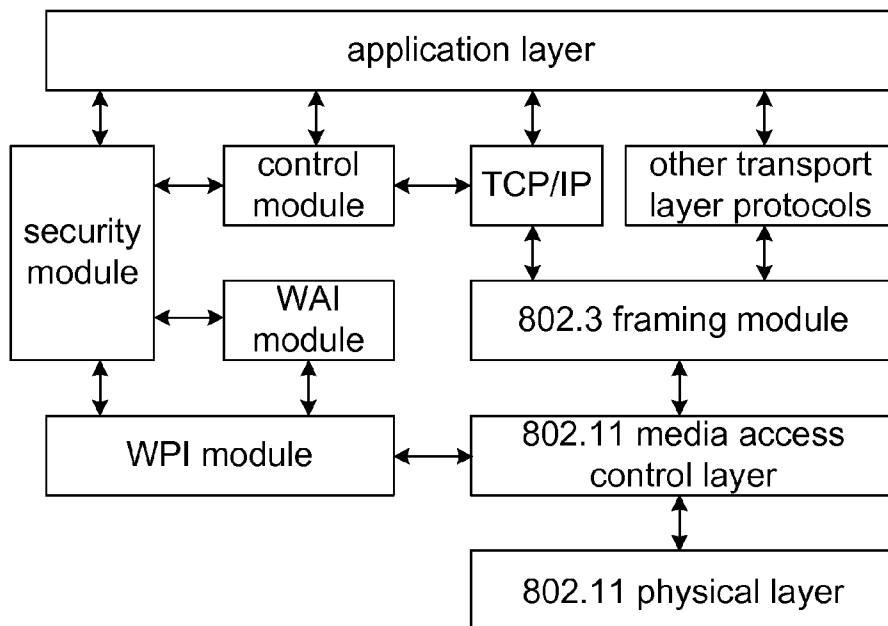 application layer
control
module
TCP/IP
other transport
layer protocols
security
module
WAI
module
802.3 framing module
WPI module
802.11 media access
control layer
802.11 physical layer